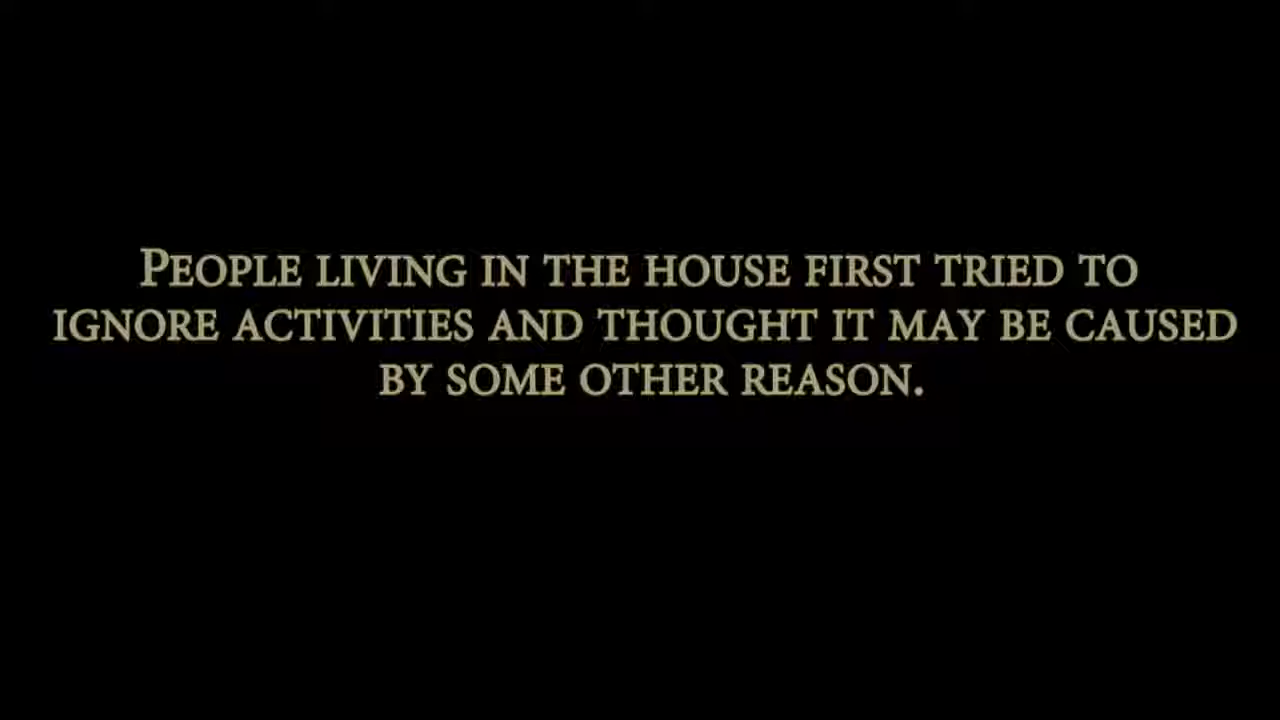 People living in the house first tried to
ignore activities and thought it may be caused
by some other reason.